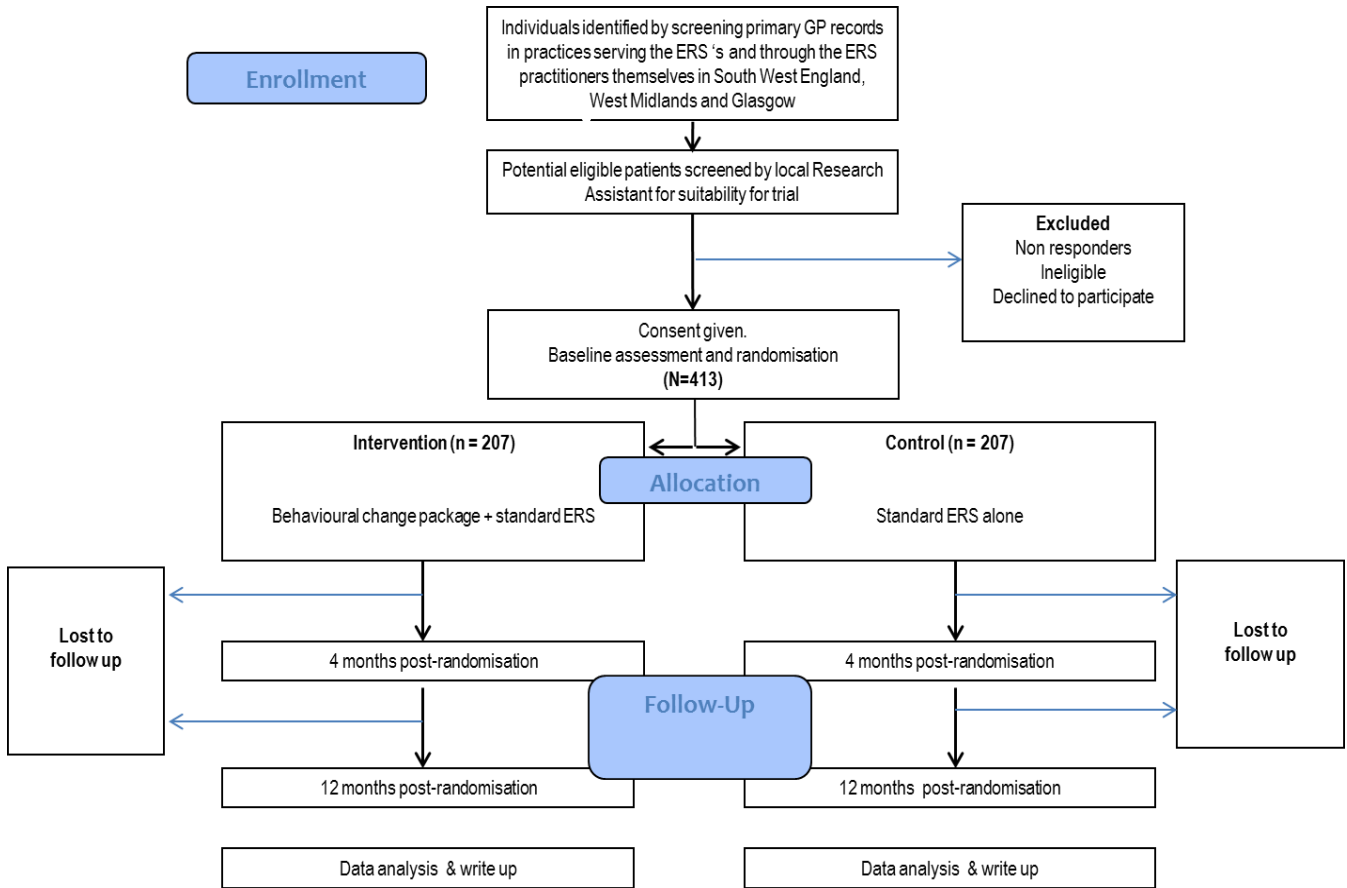 Enrollment
Individuals identified by screening primary GP records
in practices serving the ERS ‘s and through the ERS
practitioners themselves in South West England,
West Midlands and Glasgow
Potential eligible patients screened by local Research
Assistant for suitability for trial
Excluded
Non responders
Ineligible
Declined to participate
Consent given.
Baseline assessment and randomisation
(N=413)
Intervention (n = 207)
Behavioural change package + standard ERS
Control (n = 207)
Standard ERS alone
Allocation
Lost to
follow up
Lost to
follow up
4 months post-randomisation
4 months post-randomisation
Follow-Up
12 months post-randomisation
12 months post-randomisation
Data analysis & write up
Data analysis & write up